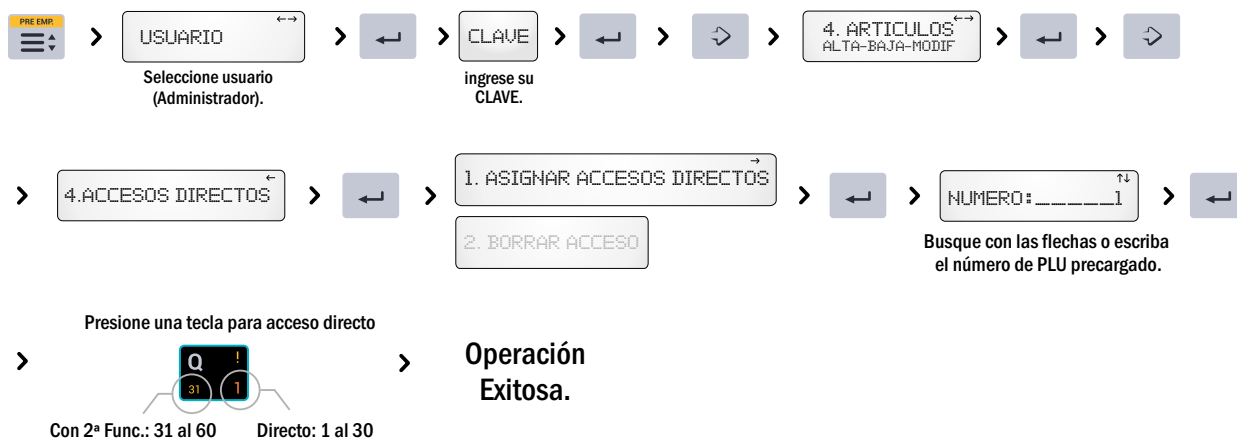 PRE EMP.
USUARIO
←→
Seleccione usuario
(Administrador).
CLAVE
ingrese su
CLAVE.
4. ARTICULOS
←→
ALTA-BAJA-MODIF
4.ACCESOS DIRECTOS
←
1. ASIGNAR ACCESOS DIRECTOS
→
2. BORRAR ACCESO
NUMERO:_____1
↑↓
Busque con las flechas o escriba
el número de PLU precargado.
Presione una tecla para acceso directo
Q !
31 1
Con 2ª Func.: 31 al 60
Directo: 1 al 30
Operación
Exitosa.